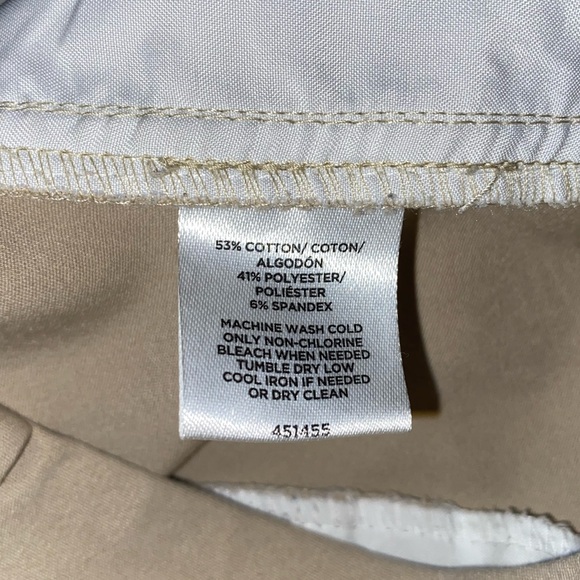 53% COTTON/ COTON/
ALGODÓN
41% POLYESTER/
POLIÉSTER
6% SPANDEX
MACHINE WASH COLD
ONLY NON-CHLORINE
BLEACH WHEN NEEDED
TUMBLE DRY LOW
COOL IRON IF NEEDED
OR DRY CLEAN
451455